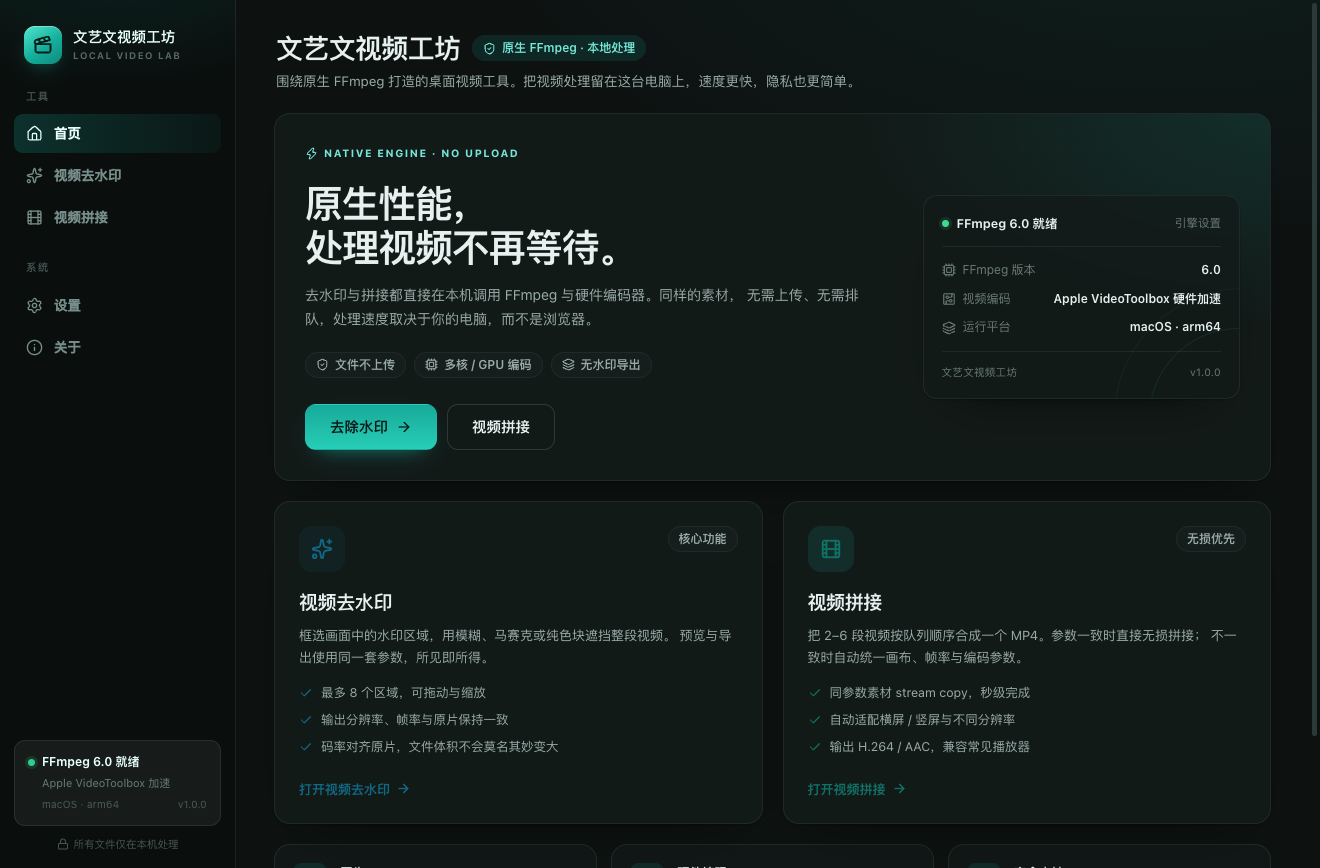 文艺文视频工坊
LOCAL VIDEO LAB
工具
首页
视频去水印
视频拼接
系统
设置
关于
FFmpeg 6.0 就绪
Apple VideoToolbox 加速
macOS · arm64 v1.0.0
所有文件仅在本机处理
文艺文视频工坊 原生 FFmpeg · 本地处理
围绕原生 FFmpeg 打造的桌面视频工具。把视频处理留在这台电脑上，速度更快，隐私也更简单。
NATIVE ENGINE · NO UPLOAD
原生性能，
处理视频不再等待。
去水印与拼接都直接在本机调用 FFmpeg 与硬件编码器。同样的素材， 无需上传、无需排
队，处理速度取决于你的电脑，而不是浏览器。
文件不上传 多核 / GPU 编码 无水印导出
去除水印 → 视频拼接
FFmpeg 6.0 就绪 引擎设置
FFmpeg 版本 6.0
视频编码 Apple VideoToolbox 硬件加速
运行平台 macOS · arm64
文艺文视频工坊 v1.0.0
核心功能
视频去水印
框选画面中的水印区域，用模糊、马赛克或纯色块遮挡整段视频。 预览与导
出使用同一套参数，所见即所得。
最多 8 个区域，可拖动与缩放
输出分辨率、帧率与原片保持一致
码率对齐原片，文件体积不会莫名其妙变大
打开视频去水印 →
无损优先
视频拼接
把 2–6 段视频按队列顺序合成一个 MP4。参数一致时直接无损拼接； 不一
致时自动统一画布、帧率与编码参数。
同参数素材 stream copy，秒级完成
自动适配横屏 / 竖屏与不同分辨率
输出 H.264 / AAC，兼容常见播放器
打开视频拼接 →